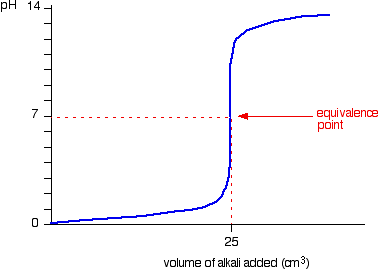 pH
14
7
0
equivalence
point
25
volume of alkali added (cm³)